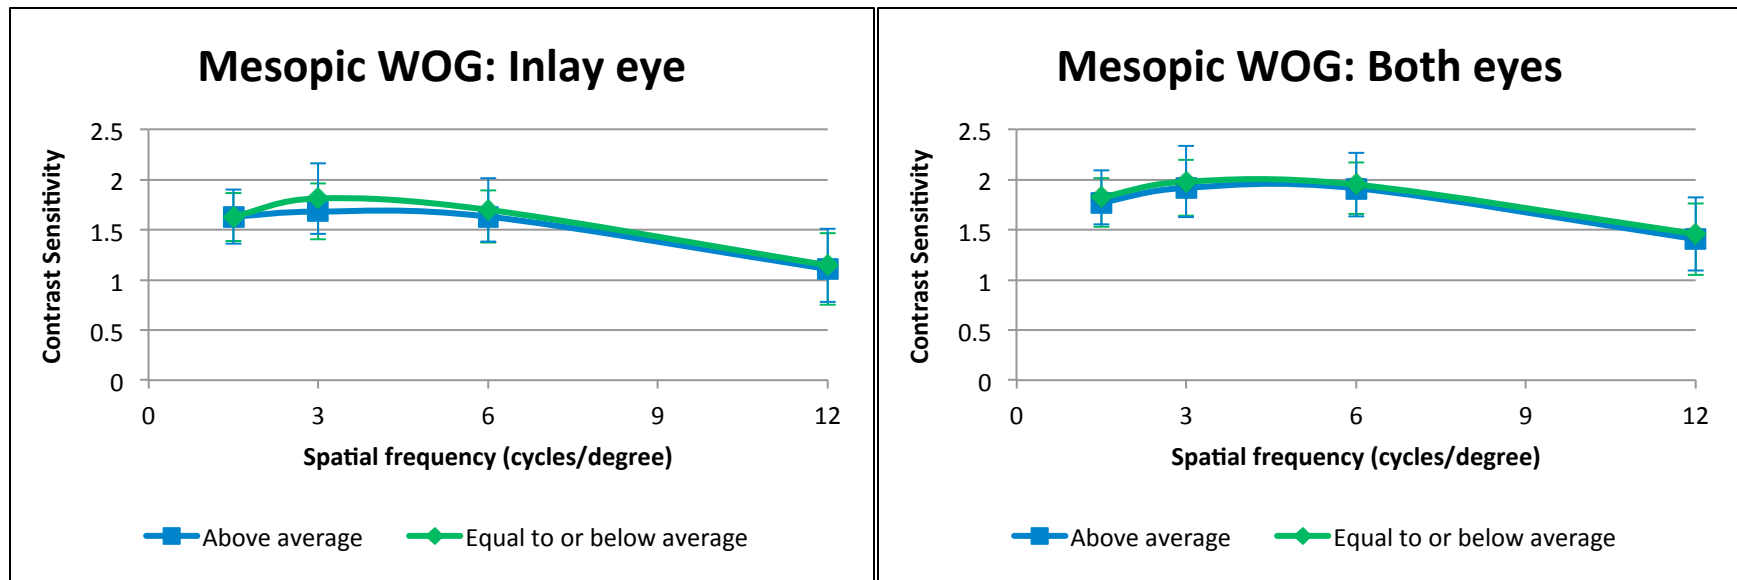 Mesopic WOG: Inlay eye
2.5
2
1.5
1
0.5
0
Contrast Sensitivity
0 3 6 9 12
Spatial frequency (cycles/degree)
Above average Equal to or below average
Mesopic WOG: Both eyes
2.5
2
1.5
1
0.5
0
Contrast Sensitivity
0 3 6 9 12
Spatial frequency (cycles/degree)
Above average Equal to or below average